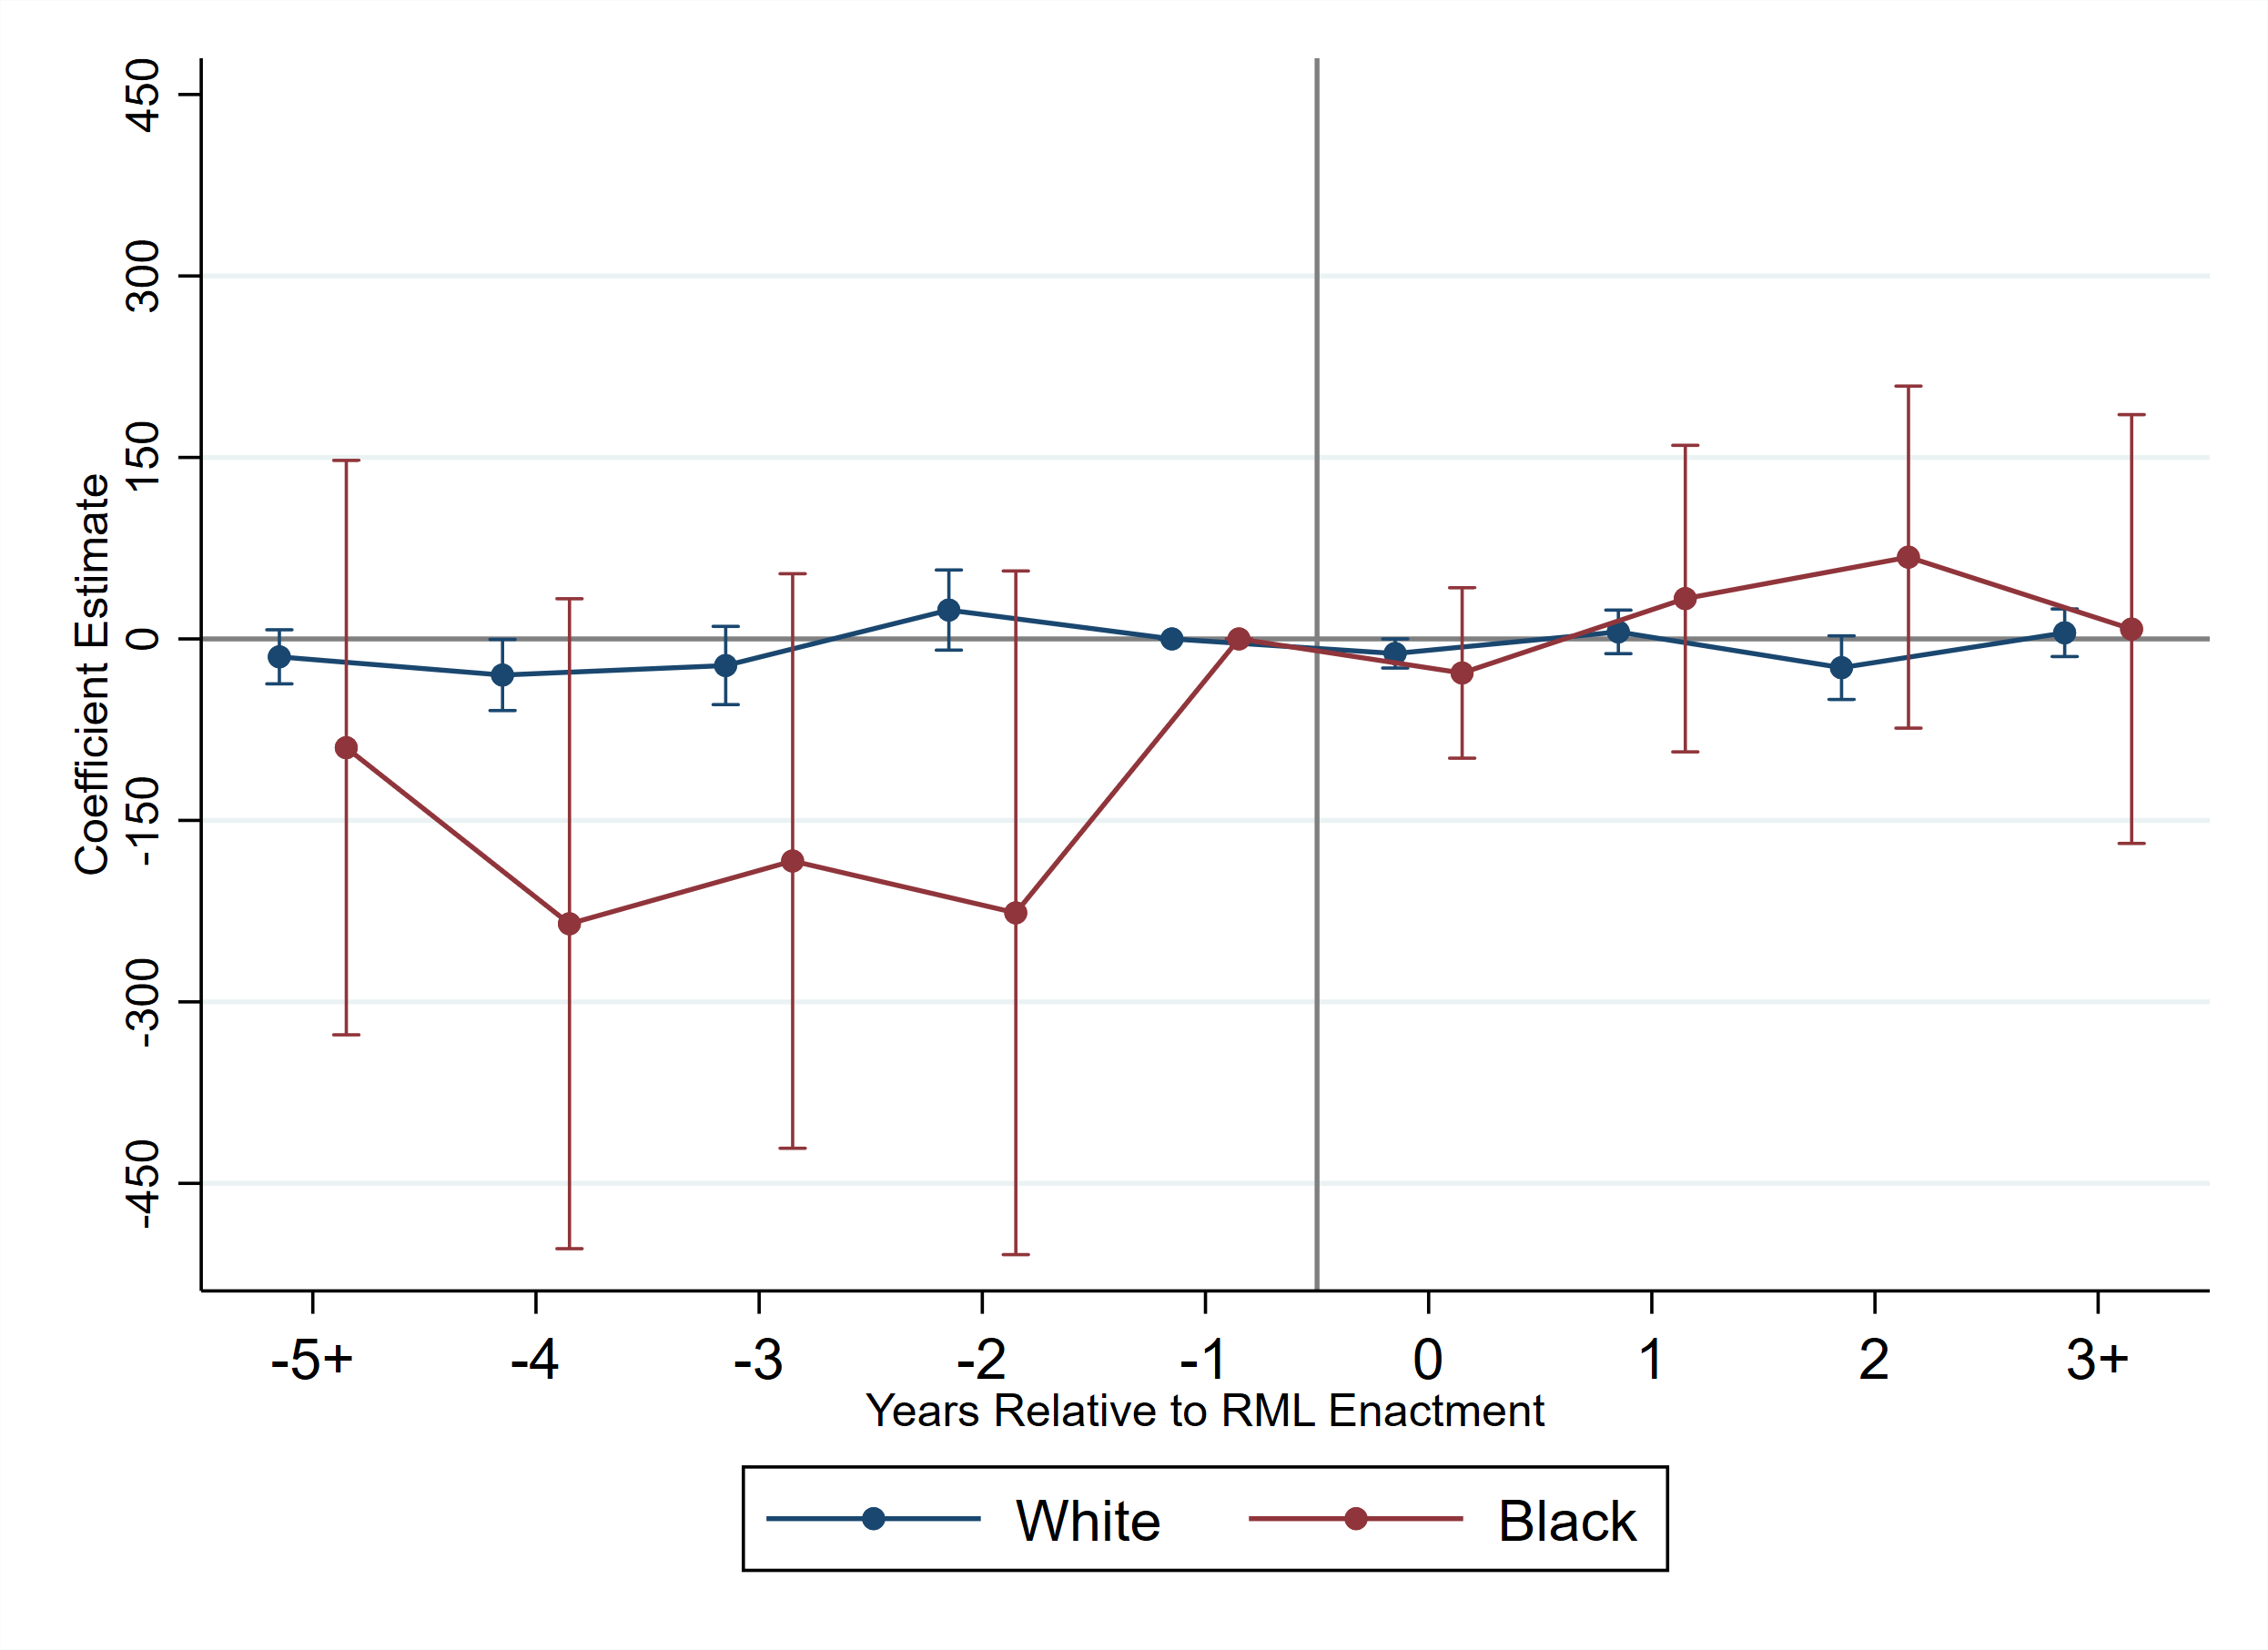 Coefficient Estimate
450
300
150
0
-150
-300
-450
-5+ -4 -3 -2 -1 0 1 2 3+
Years Relative to RML Enactment
White Black